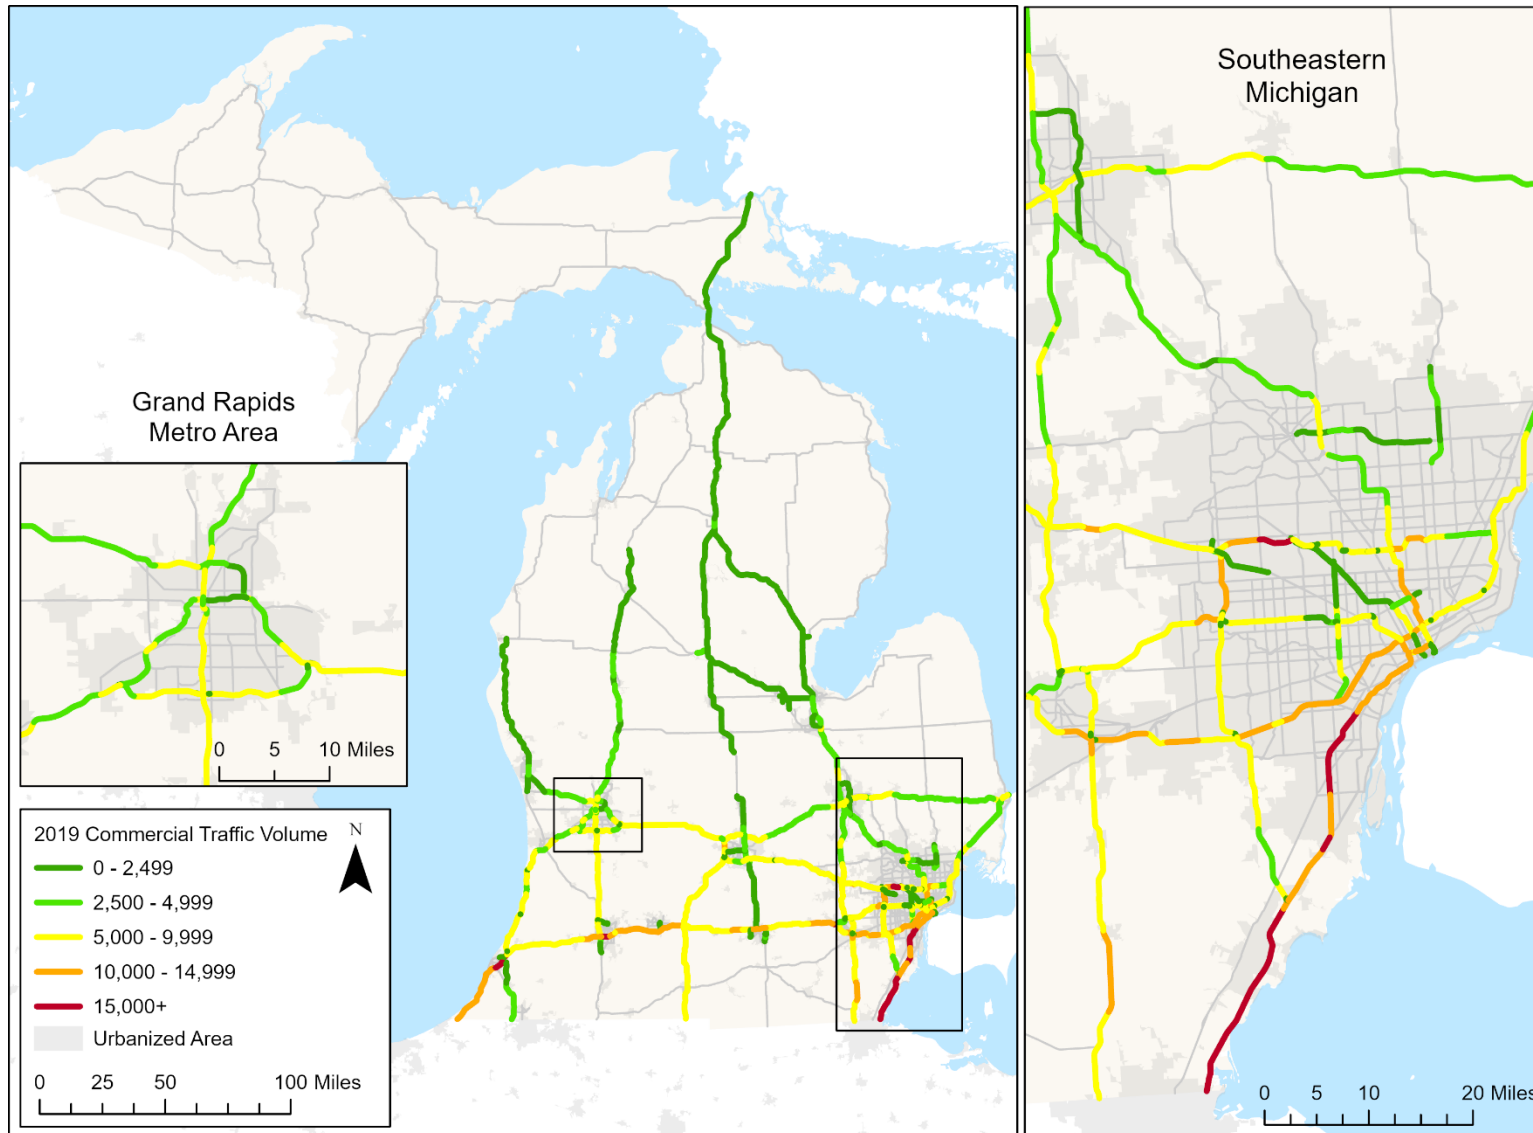 Southeastern
Michigan
Grand Rapids
Metro Area
0 5 10 Miles
2019 Commercial Traffic Volume N
0 - 2,499
2,500 - 4,999
5,000 - 9,999
10,000 - 14,999
15,000+
Urbanized Area
0 25 50 100 Miles
0 5 10 20 Miles